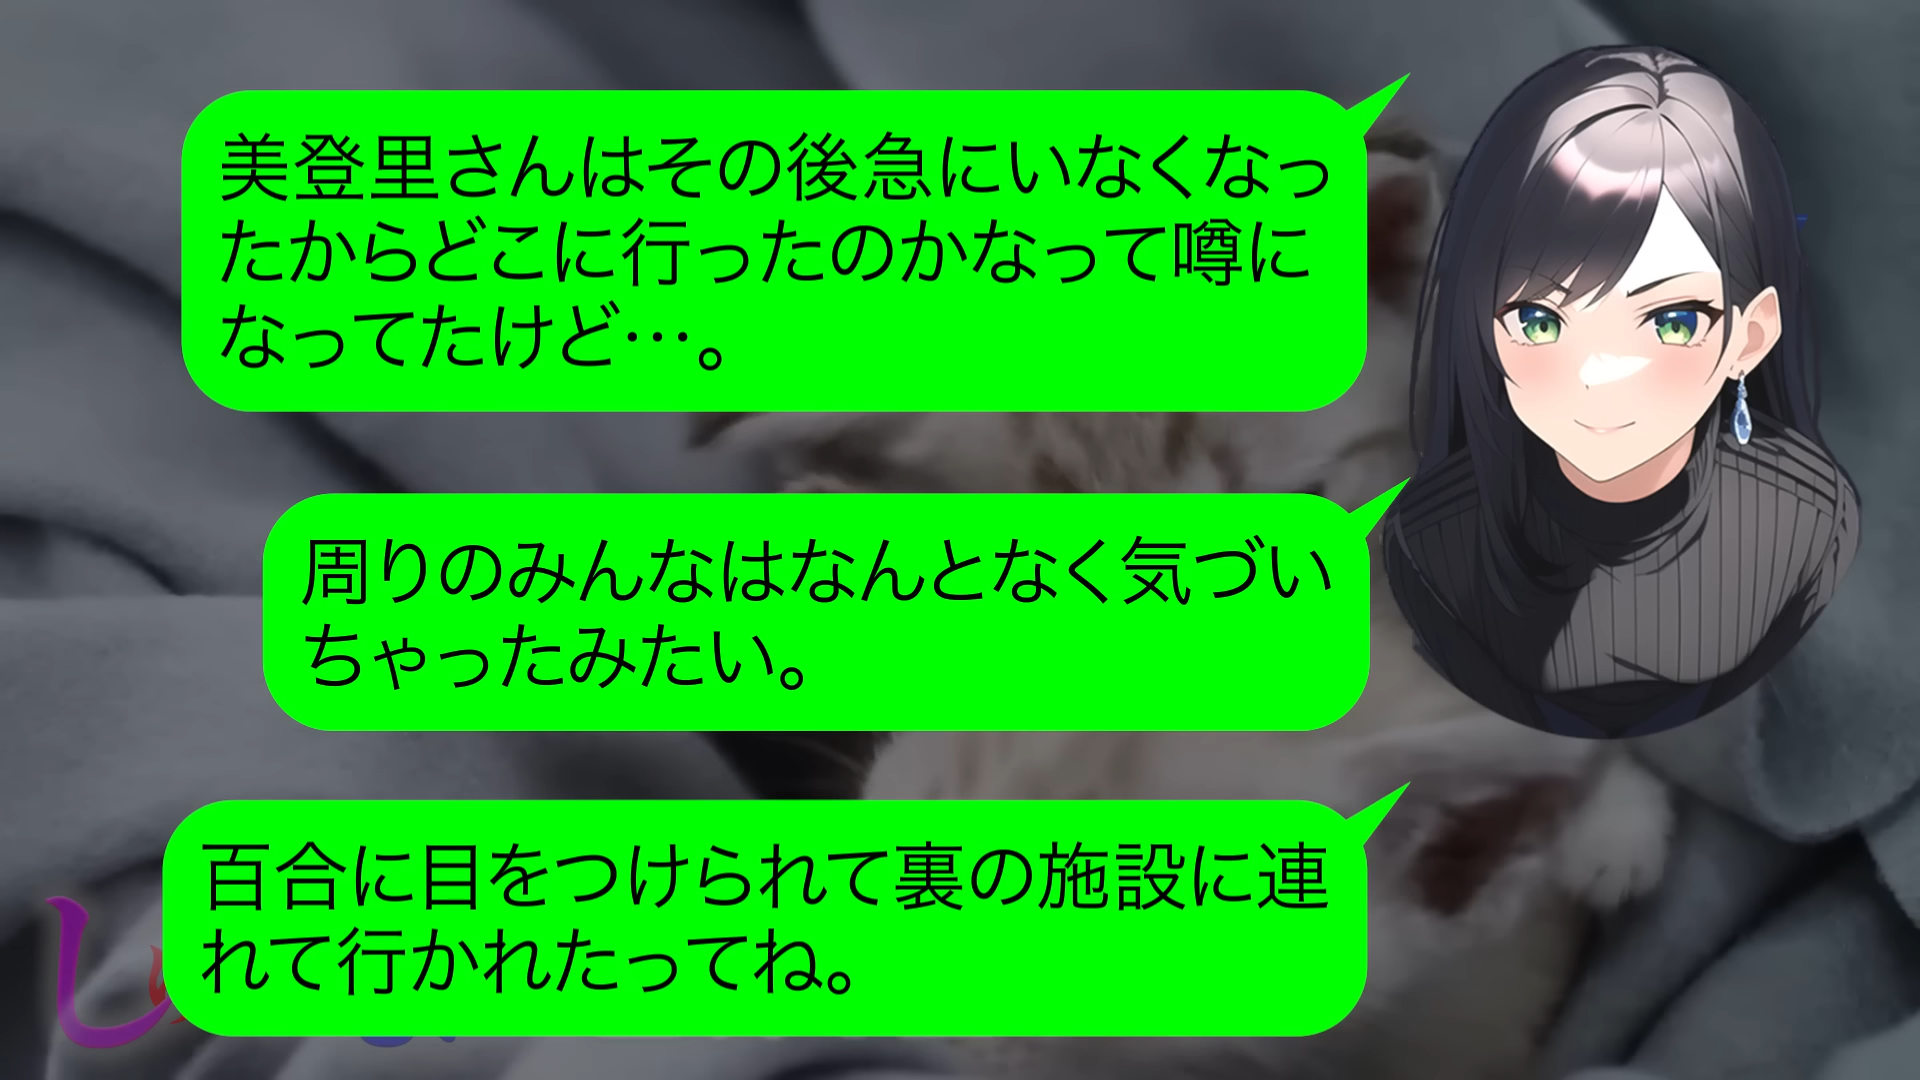 美登里さんはその後急にいなくなっ
たからどこに行ったのかなって噂に
なってたけど…。
周りのみんなはなんとなく気づい
ちゃったみたい。
百合に目をつけられて裏の施設に連
れて行かれたってね。
し